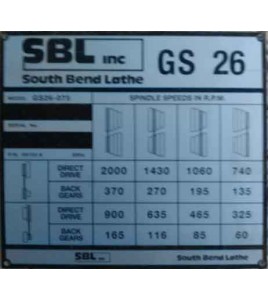 SBL inc
South Bend Lathe
GS 26
MODEL
SPINDLE SPEEDS IN R.P.M.
SERIAL NO.
DIRECT DRIVE 2000 1430 1060 740
BACK GEARS 370 270 195 135
DIRECT DRIVE 900 635 465 325
BACK GEARS 165 116 85 60
SBL inc
South Bend Lathe